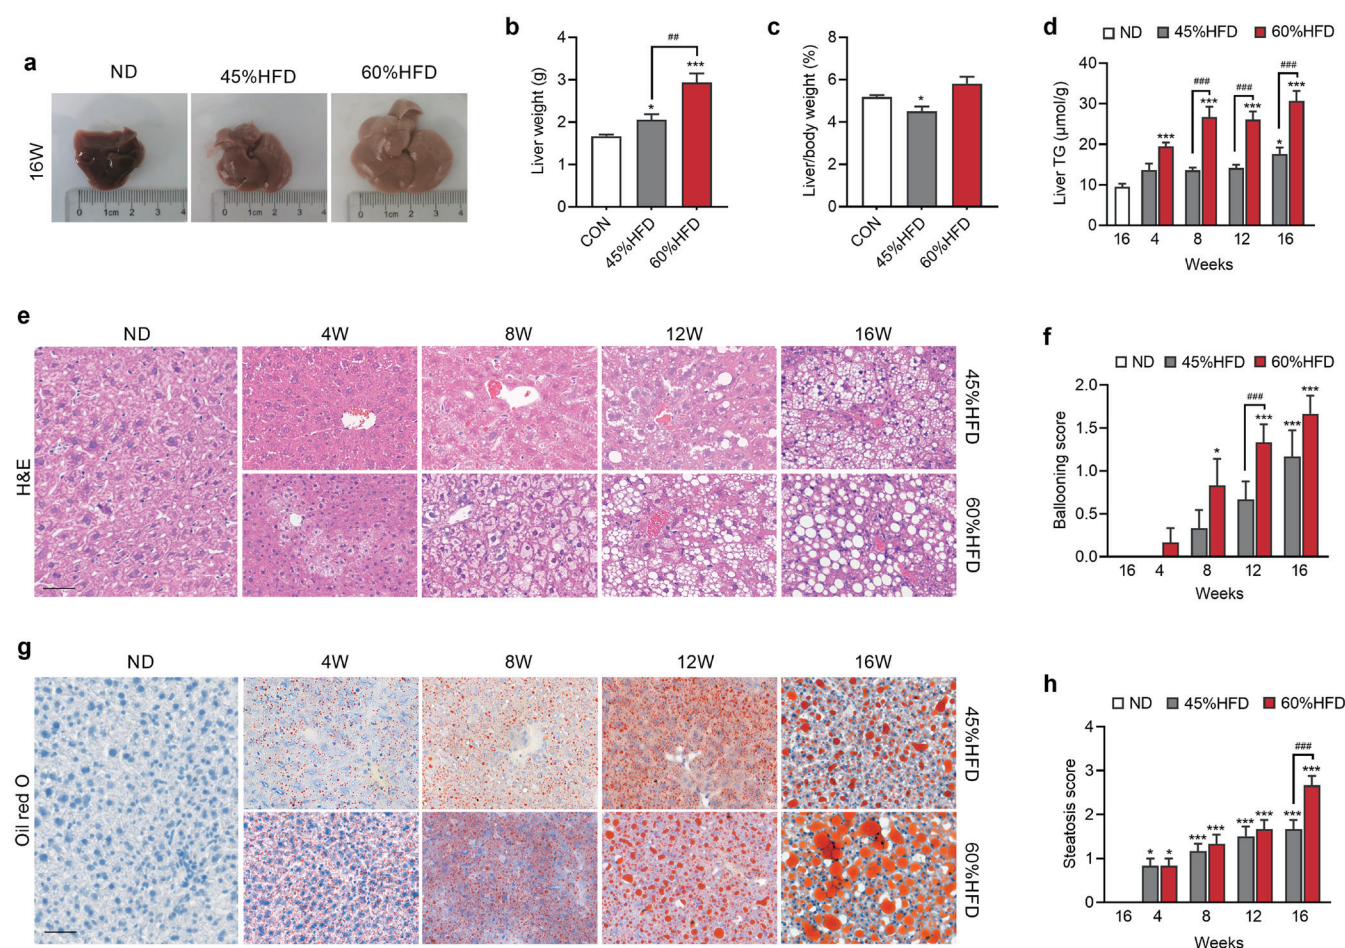 a
ND
45%HFD
60%HFD
16W
0 1cm 2 3 4
0 1cm 2 3 4
0 1cm 2 3 4
b
Liver weight (g)
4
3
2
1
0
*
##
***
CON
45%HFD
60%HFD
c
Liver/body weight (%)
8
6
4
2
0
*
CON
45%HFD
60%HFD
d
ND 45%HFD 60%HFD
Liver TG (μmol/g)
40
30
20
10
0
***
###
***
###
***
###
*
***
16 4 8 12 16
Weeks
e
ND 4W 8W 12W 16W
H&E
45%HFD
60%HFD
f
ND 45%HFD 60%HFD
Ballooning score
2.0
1.5
1.0
0.5
0.0
*
###
***
***
***
16 4 8 12 16
Weeks
g
ND 4W 8W 12W 16W
Oil red O
45%HFD
60%HFD
h
ND 45%HFD 60%HFD
Steatosis score
4
3
2
1
0
*
*
***
***
***
***
***
###
***
16 4 8 12 16
Weeks